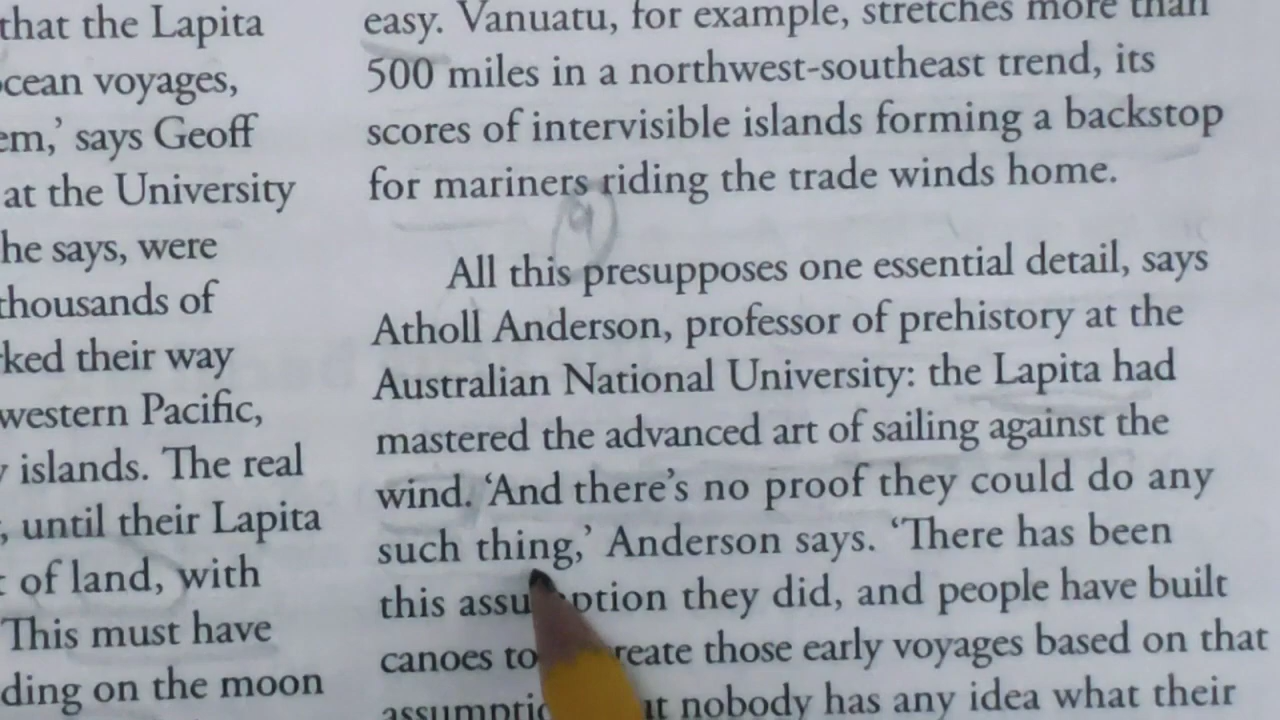 that the Lapita
ocean voyages,
em,’ says Geoff
at the University
he says, were
thousands of
ked their way
western Pacific,
islands. The real
, until their Lapita
of land, with
This must have
ding on the moon
easy. Vanuatu, for example, stretches more than
500 miles in a northwest-southeast trend, its
scores of intervisible islands forming a backstop
for mariners riding the trade winds home.
All this presupposes one essential detail, says
Atholl Anderson, professor of prehistory at the
Australian National University: the Lapita had
mastered the advanced art of sailing against the
wind. ‘And there’s no proof they could do any
such thing,’ Anderson says. ‘There has been
this assu ption they did, and people have built
canoes to reate those early voyages based on that
assumptio ut nobody has any idea what their